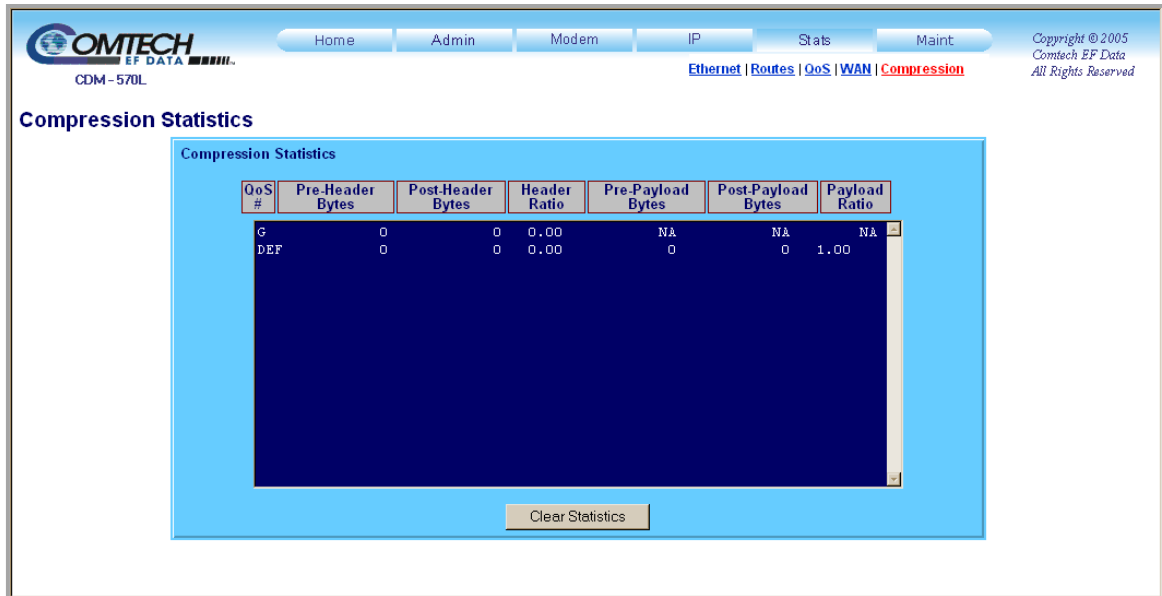 COMTECH
EF DATA
CDM - 570L
Home Admin Modem IP Stats Maint
Ethernet | Routes | QoS | WAN | Compression
Copyright © 2005
Comtech EF Data
All Rights Reserved
Compression Statistics
Compression Statistics
QoS # Pre-Header Bytes Post-Header Bytes Header Ratio Pre-Payload Bytes Post-Payload Bytes Payload Ratio
G 0 0 0.00 NA NA NA
DEF 0 0 0.00 0 0 1.00
Clear Statistics